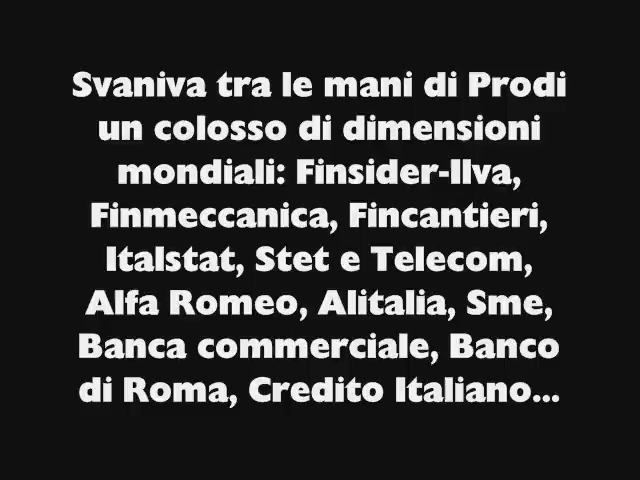 Svaniva tra le mani di Prodi
un colosso di dimensioni
mondiali: Finsider-Ilva,
Finmeccanica, Fincantieri,
Italstat, Stet e Telecom,
Alfa Romeo, Alitalia, Sme,
Banca commerciale, Banco
di Roma, Credito Italiano...